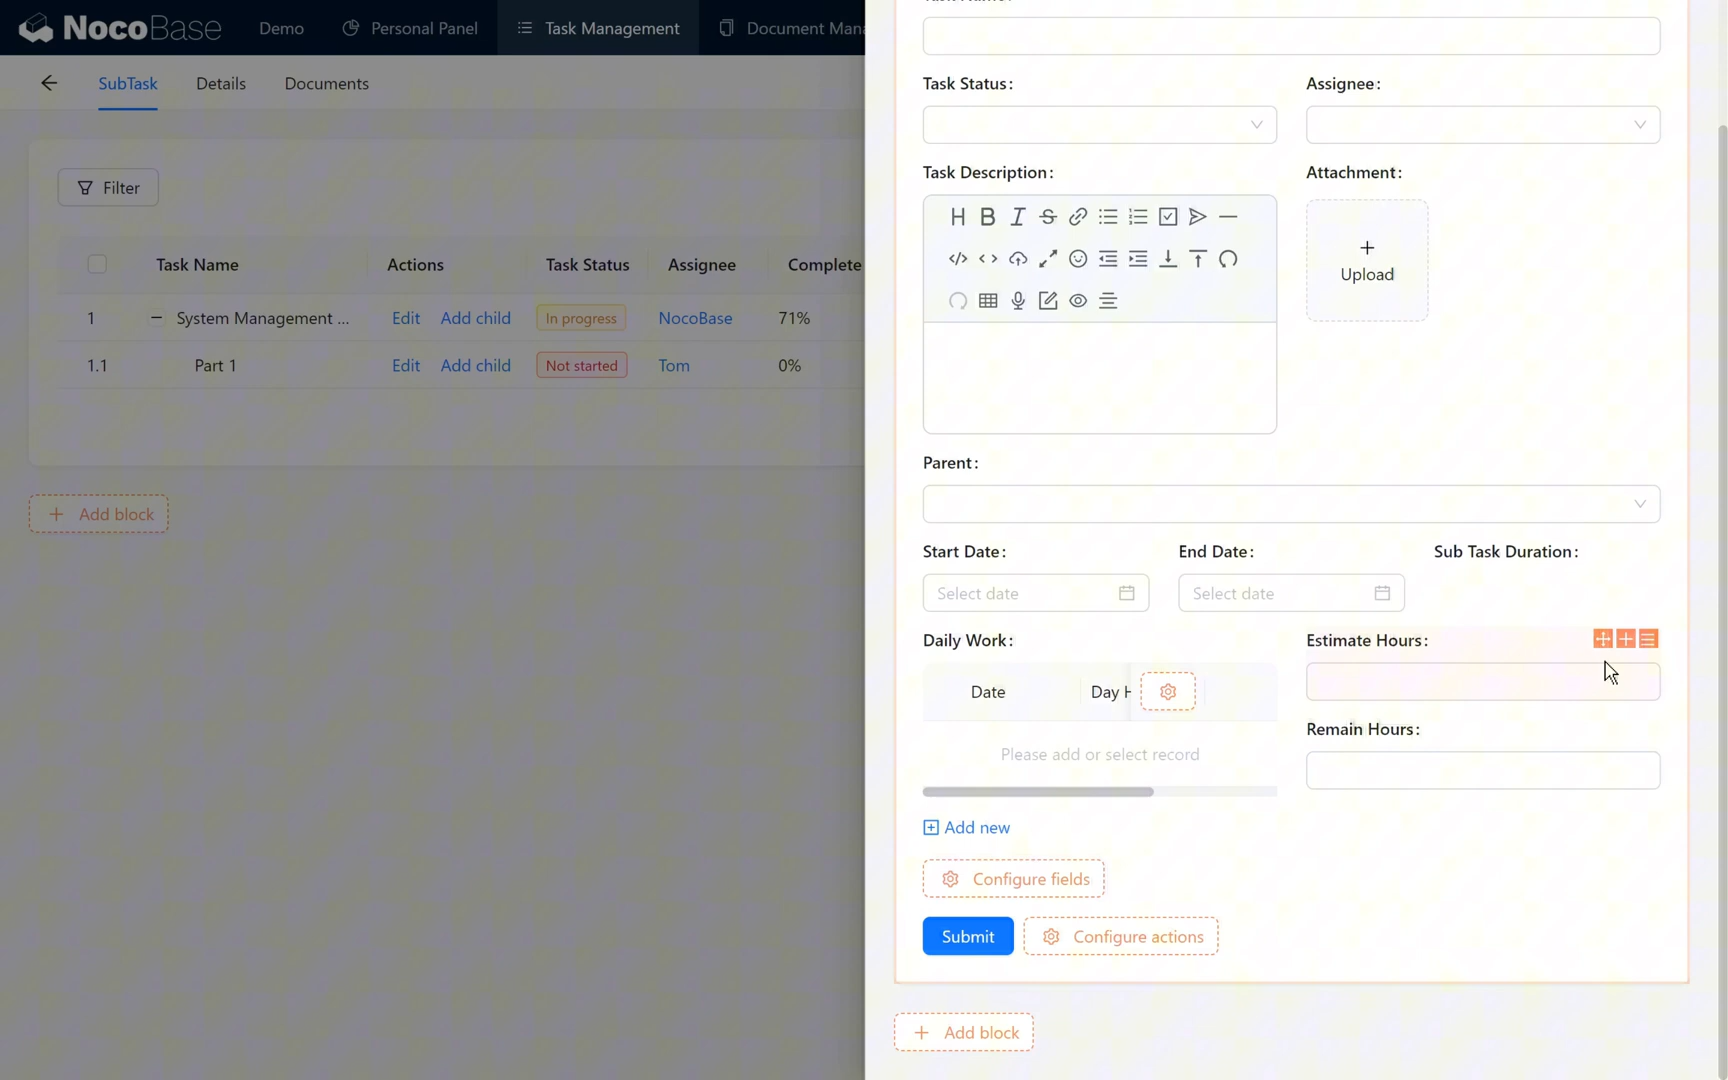 NocoBase
Demo
Personal Panel
Task Management
Document Mana
SubTask
Details
Documents
Filter
Task Name Actions Task Status Assignee Complete
1 System Management ... Edit Add child In progress NocoBase 71%
1.1 Part 1 Edit Add child Not started Tom 0%
Add block
Task Status:
Assignee:
Task Description:
Attachment:
Upload
Parent:
Start Date:
End Date:
Sub Task Duration:
Select date
Select date
Daily Work:
Estimate Hours:
Date Day H
Please add or select record
Remain Hours:
Add new
Configure fields
Submit
Configure actions
Add block